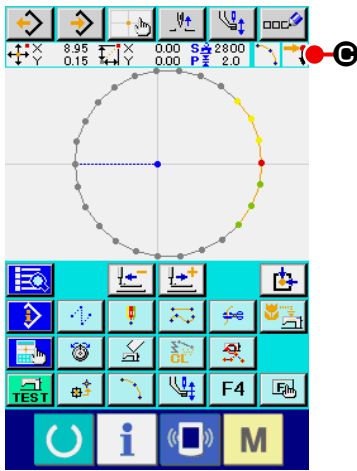 X 8.95 X 0.00 S 2800
Y 0.15 Y 0.00 P 2.0
C
CL
TEST F4 F
i M